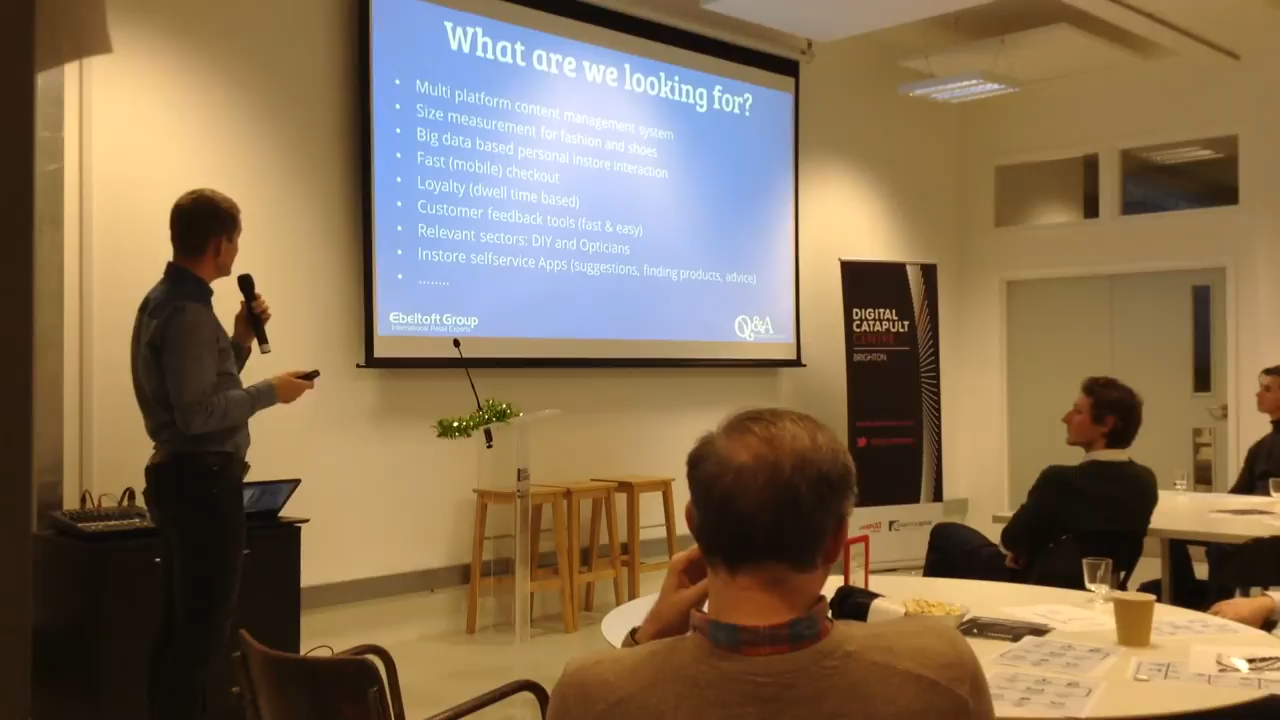 What are we looking for?
• Multi platform content management system
• Size measurement for fashion and shoes
• Big data based personal instore interaction
• Fast (mobile) checkout
• Loyalty (dwell time based)
• Customer feedback tools (fast & easy)
• Relevant sectors: DIY and Opticians
• Instore selfservice Apps (suggestions, finding products, advice)
• ........
Ebeltoft Group
International Retail Experts
Q&A
DIGITAL
CATAPULT
CENTRE
BRIGHTON